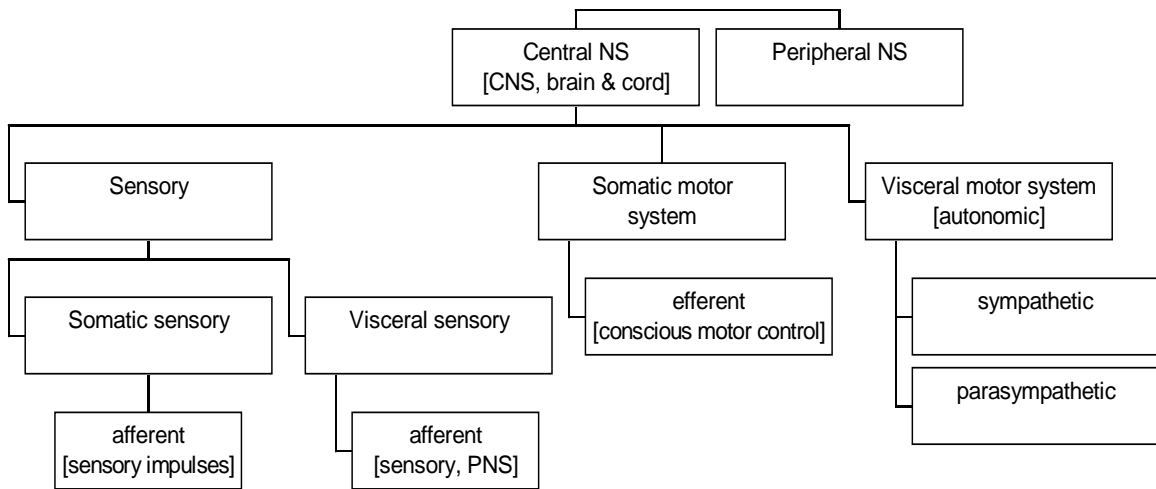 Central NS
[CNS, brain & cord]
Peripheral NS
Sensory
Somatic motor
system
Visceral motor system
[autonomic]
Somatic sensory
Visceral sensory
efferent
[conscious motor control]
sympathetic
parasympathetic
afferent
[sensory impulses]
afferent
[sensory, PNS]